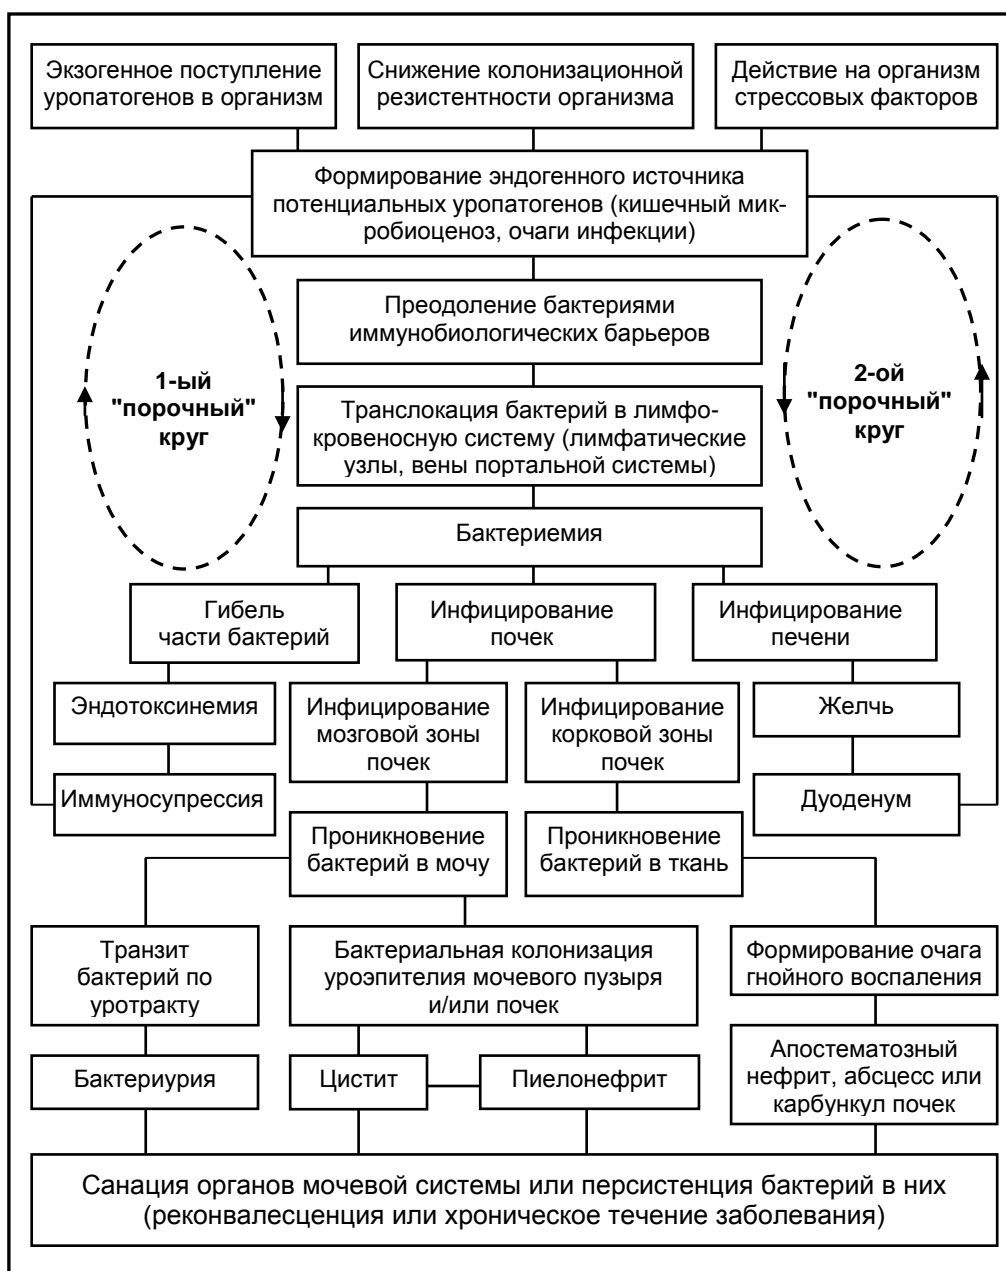 Экзогенное поступление
уропатогенов в организм
Снижение колонизационной
резистентности организма
Действие на организм
стрессовых факторов
Формирование эндогенного источника
потенциальных уропатогенов (кишечный мик-
робиоценоз, очаги инфекции)
Преодоление бактериями
иммунобиологических барьеров
1-ый
"порочный"
круг
2-ой
"порочный"
круг
Транслокация бактерий в лимфо-
кровеносную систему (лимфатические
узлы, вены портальной системы)
Бактериемия
Гибель
части бактерий
Инфицирование
почек
Инфицирование
печени
Эндотоксинемия
Инфицирование
мозговой зоны
почек
Инфицирование
корковой зоны
почек
Желчь
Иммуносупрессия
Дуоденум
Проникновение
бактерий в мочу
Проникновение
бактерий в ткань
Транзит
бактерий по
уротракту
Бактериальная колонизация
уроэпителия мочевого пузыря
и/или почек
Формирование очага
гнойного воспаления
Бактериурия
Цистит
Пиелонефрит
Апостематозный
нефрит, абсцесс или
карбункул почек
Санация органов мочевой системы или персистенция бактерий в них
(реконвалесценция или хроническое течение заболевания)